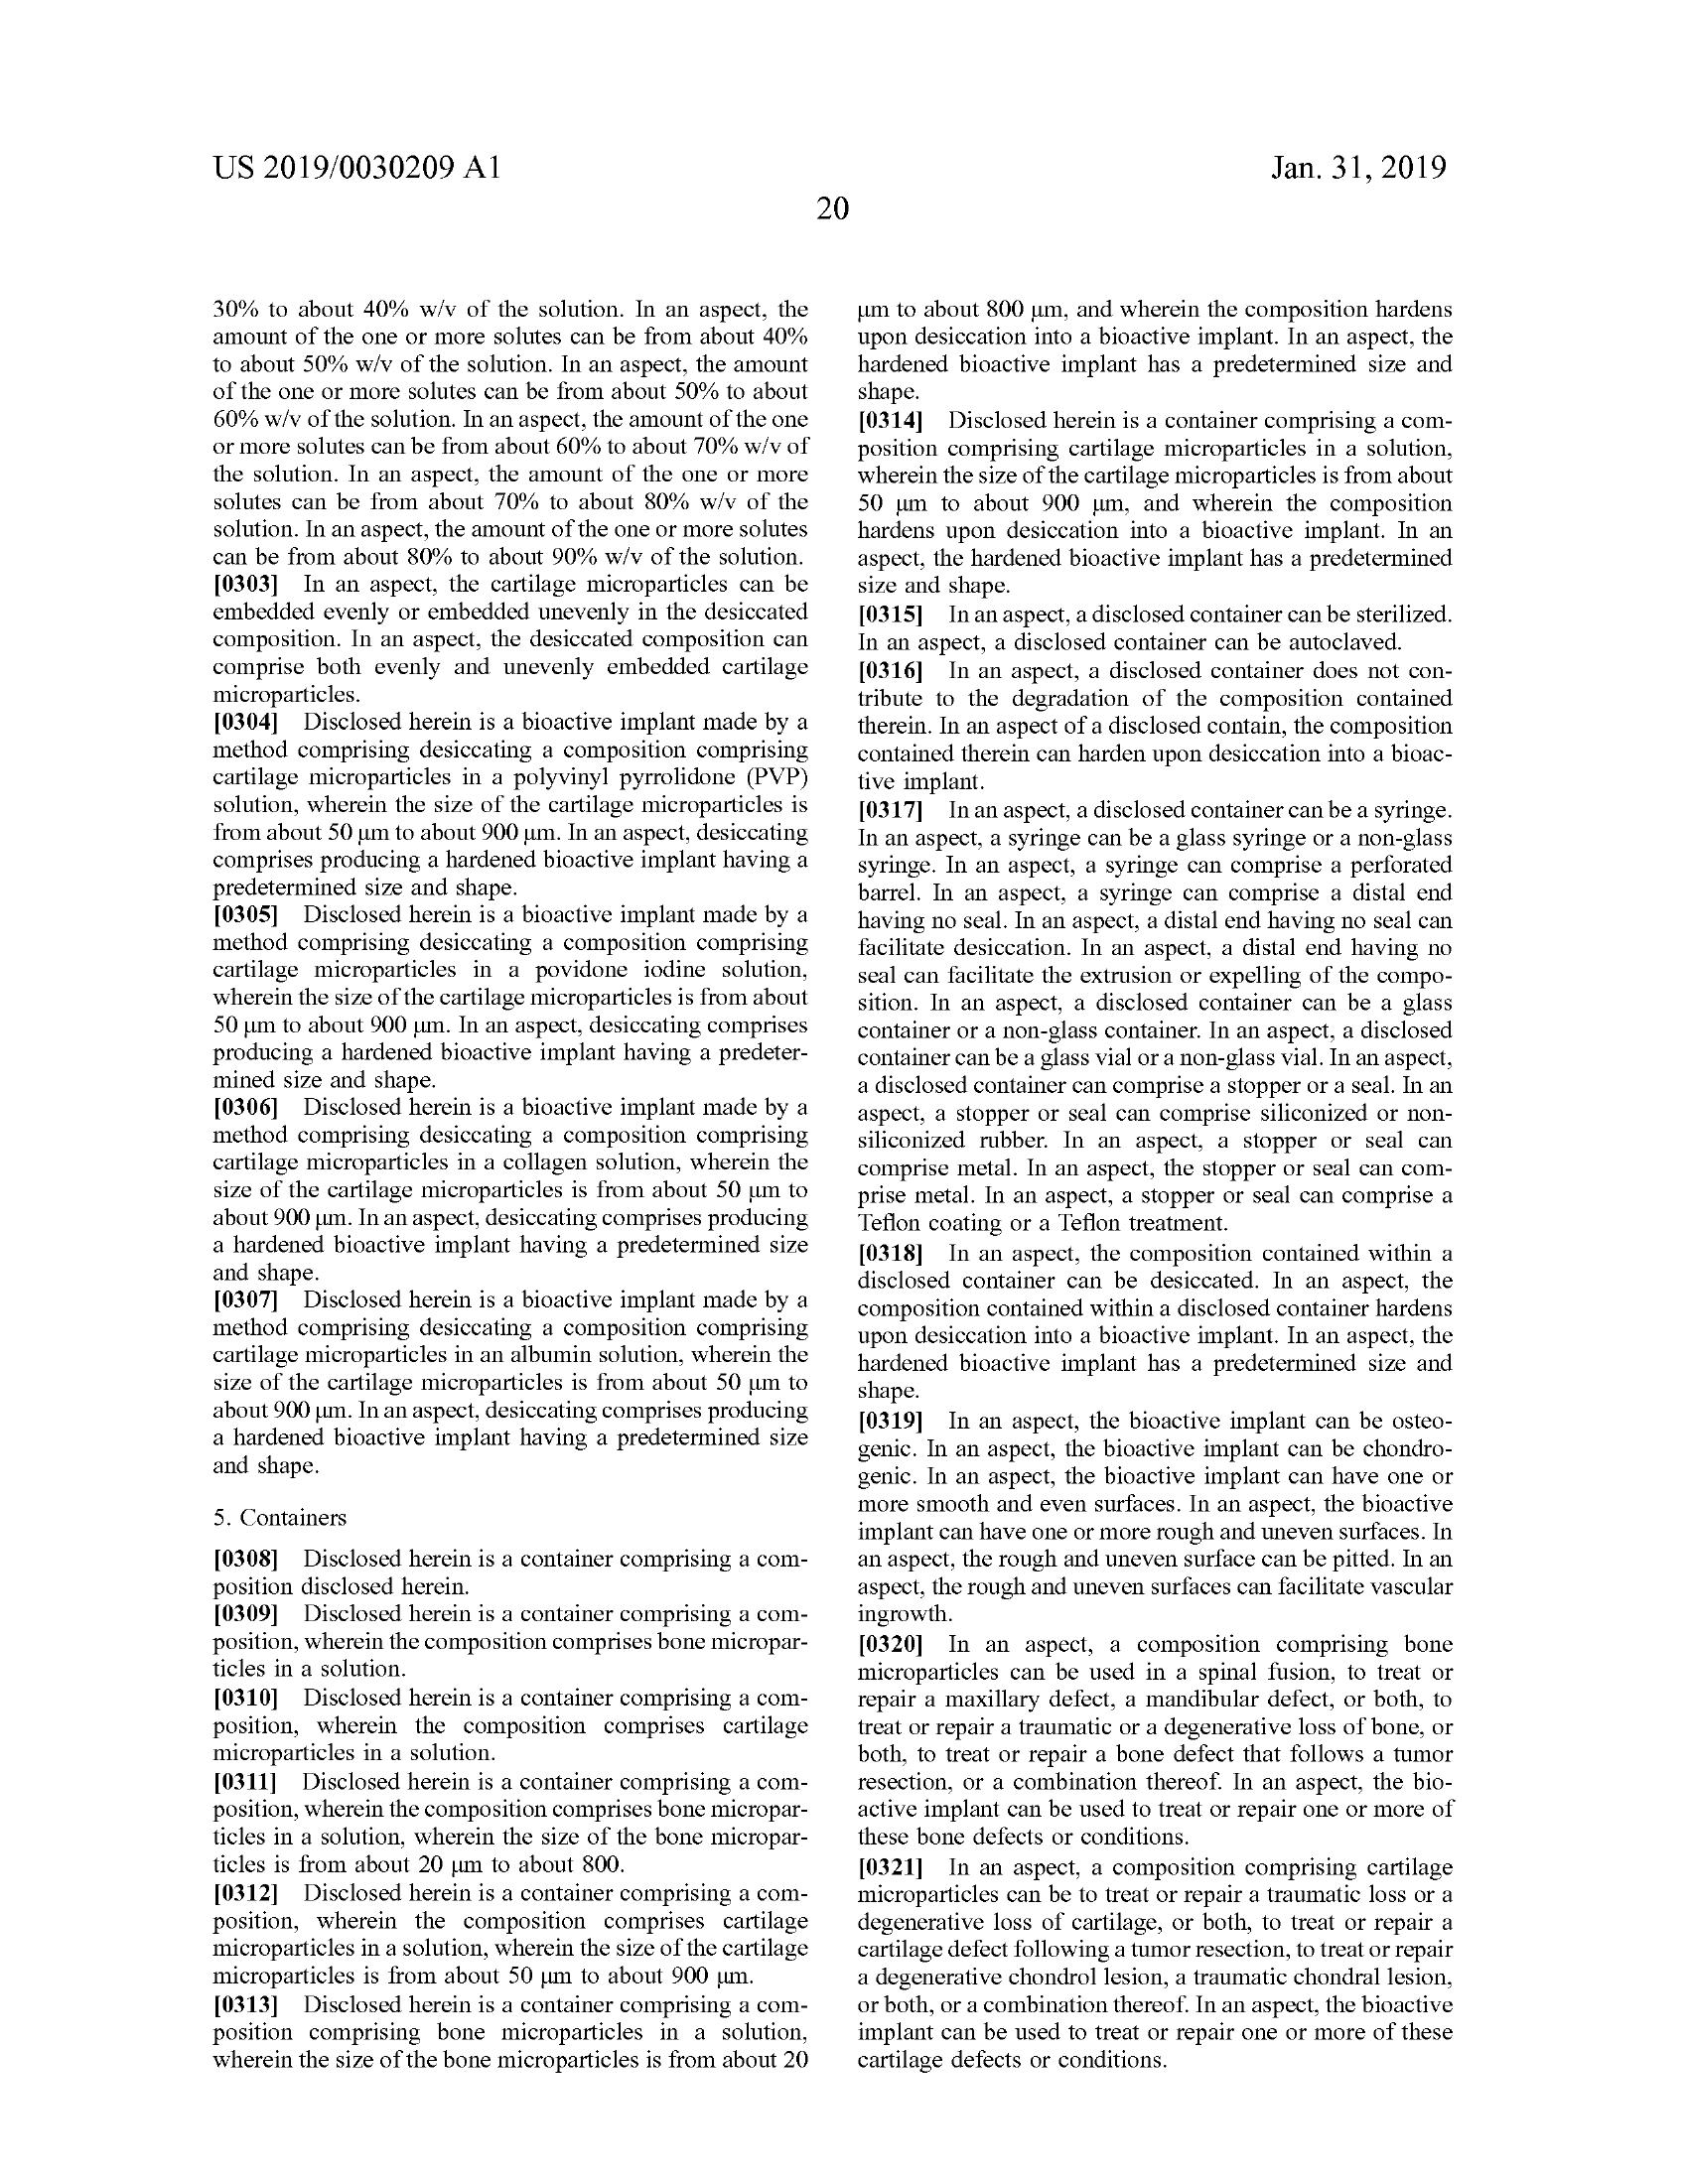 US 2019/0030209 A1
Jan. 31, 2019
20
30% to about 40% w/v of the solution. In an aspect, the
amount of the one or more solutes can be from about 40%
to about 50% w/v of the solution. In an aspect, the amount
of the one or more solutes can be from about 50% to about
60% w/v of the solution. In an aspect, the amount of the one
or more solutes can be from about 60% to about 70% w/v of
the solution. In an aspect, the amount of the one or more
solutes can be from about 70% to about 80% w/v of the
solution. In an aspect, the amount of the one or more solutes
can be from about 80% to about 90% w/v of the solution.
[0303] In an aspect, the cartilage microparticles can be
embedded evenly or embedded unevenly in the desiccated
composition. In an aspect, the desiccated composition can
comprise both evenly and unevenly embedded cartilage
microparticles.
[0304] Disclosed herein is a bioactive implant made by a
method comprising desiccating a composition comprising
cartilage microparticles in a polyvinyl pyrrolidone (PVP)
solution, wherein the size of the cartilage microparticles is
from about 50 μm to about 900 μm. In an aspect, desiccating
comprises producing a hardened bioactive implant having a
predetermined size and shape.
[0305] Disclosed herein is a bioactive implant made by a
method comprising desiccating a composition comprising
cartilage microparticles in a povidone iodine solution,
wherein the size of the cartilage microparticles is from about
50 μm to about 900 μm. In an aspect, desiccating comprises
producing a hardened bioactive implant having a predeter-
mined size and shape.
[0306] Disclosed herein is a bioactive implant made by a
method comprising desiccating a composition comprising
cartilage microparticles in a collagen solution, wherein the
size of the cartilage microparticles is from about 50 μm to
about 900 μm. In an aspect, desiccating comprises producing
a hardened bioactive implant having a predetermined size
and shape.
[0307] Disclosed herein is a bioactive implant made by a
method comprising desiccating a composition comprising
cartilage microparticles in an albumin solution, wherein the
size of the cartilage microparticles is from about 50 μm to
about 900 μm. In an aspect, desiccating comprises producing
a hardened bioactive implant having a predetermined size
and shape.
5. Containers
[0308] Disclosed herein is a container comprising a com-
position disclosed herein.
[0309] Disclosed herein is a container comprising a com-
position, wherein the composition comprises bone micropar-
ticles in a solution.
[0310] Disclosed herein is a container comprising a com-
position, wherein the composition comprises cartilage
microparticles in a solution.
[0311] Disclosed herein is a container comprising a com-
position, wherein the composition comprises bone micropar-
ticles in a solution, wherein the size of the bone micropar-
ticles is from about 20 μm to about 800.
[0312] Disclosed herein is a container comprising a com-
position, wherein the composition comprises cartilage
microparticles in a solution, wherein the size of the cartilage
microparticles is from about 50 μm to about 900 μm.
[0313] Disclosed herein is a container comprising a com-
position comprising bone microparticles in a solution,
wherein the size of the bone microparticles is from about 20
μm to about 800 μm, and wherein the composition hardens
upon desiccation into a bioactive implant. In an aspect, the
hardened bioactive implant has a predetermined size and
shape.
[0314] Disclosed herein is a container comprising a com-
position comprising cartilage microparticles in a solution,
wherein the size of the cartilage microparticles is from about
50 μm to about 900 μm, and wherein the composition
hardens upon desiccation into a bioactive implant. In an
aspect, the hardened bioactive implant has a predetermined
size and shape.
[0315] In an aspect, a disclosed container can be sterilized.
In an aspect, a disclosed container can be autoclaved.
[0316] In an aspect, a disclosed container does not con-
tribute to the degradation of the composition contained
therein. In an aspect of a disclosed contain, the composition
contained therein can harden upon desiccation into a bioac-
tive implant.
[0317] In an aspect, a disclosed container can be a syringe.
In an aspect, a syringe can be a glass syringe or a non-glass
syringe. In an aspect, a syringe can comprise a perforated
barrel. In an aspect, a syringe can comprise a distal end
having no seal. In an aspect, a distal end having no seal can
facilitate desiccation. In an aspect, a distal end having no
seal can facilitate the extrusion or expelling of the compo-
sition. In an aspect, a disclosed container can be a glass
container or a non-glass container. In an aspect, a disclosed
container can be a glass vial or a non-glass vial. In an aspect,
a disclosed container can comprise a stopper or a seal. In an
aspect, a stopper or seal can comprise siliconized or non-
siliconized rubber. In an aspect, a stopper or seal can
comprise metal. In an aspect, the stopper or seal can com-
prise metal. In an aspect, a stopper or seal can comprise a
Teflon coating or a Teflon treatment.
[0318] In an aspect, the composition contained within a
disclosed container can be desiccated. In an aspect, the
composition contained within a disclosed container hardens
upon desiccation into a bioactive implant. In an aspect, the
hardened bioactive implant has a predetermined size and
shape.
[0319] In an aspect, the bioactive implant can be osteo-
genic. In an aspect, the bioactive implant can be chondro-
genic. In an aspect, the bioactive implant can have one or
more smooth and even surfaces. In an aspect, the bioactive
implant can have one or more rough and uneven surfaces. In
an aspect, the rough and uneven surface can be pitted. In an
aspect, the rough and uneven surfaces can facilitate vascular
ingrowth.
[0320] In an aspect, a composition comprising bone
microparticles can be used in a spinal fusion, to treat or
repair a maxillary defect, a mandibular defect, or both, to
treat or repair a traumatic or a degenerative loss of bone, or
both, to treat or repair a bone defect that follows a tumor
resection, or a combination thereof. In an aspect, the bio-
active implant can be used to treat or repair one or more of
these bone defects or conditions.
[0321] In an aspect, a composition comprising cartilage
microparticles can be to treat or repair a traumatic loss or a
degenerative loss of cartilage, or both, to treat or repair a
cartilage defect following a tumor resection, to treat or repair
a degenerative chondrol lesion, a traumatic chondral lesion,
or both, or a combination thereof. In an aspect, the bioactive
implant can be used to treat or repair one or more of these
cartilage defects or conditions.